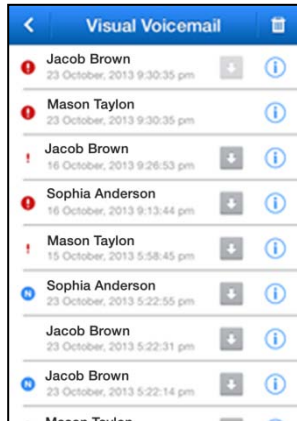 Visual Voicemail
Jacob Brown
23 October, 2013 9:30:35 pm
Mason Taylon
23 October, 2013 9:30:35 pm
Jacob Brown
16 October, 2013 9:26:53 pm
Sophia Anderson
16 October, 2013 9:13:44 pm
Mason Taylon
15 October, 2013 5:58:45 pm
Sophia Anderson
23 October, 2013 5:22:55 pm
Jacob Brown
23 October, 2013 5:22:31 pm
Jacob Brown
23 October, 2013 5:22:14 pm
Mason Taylon